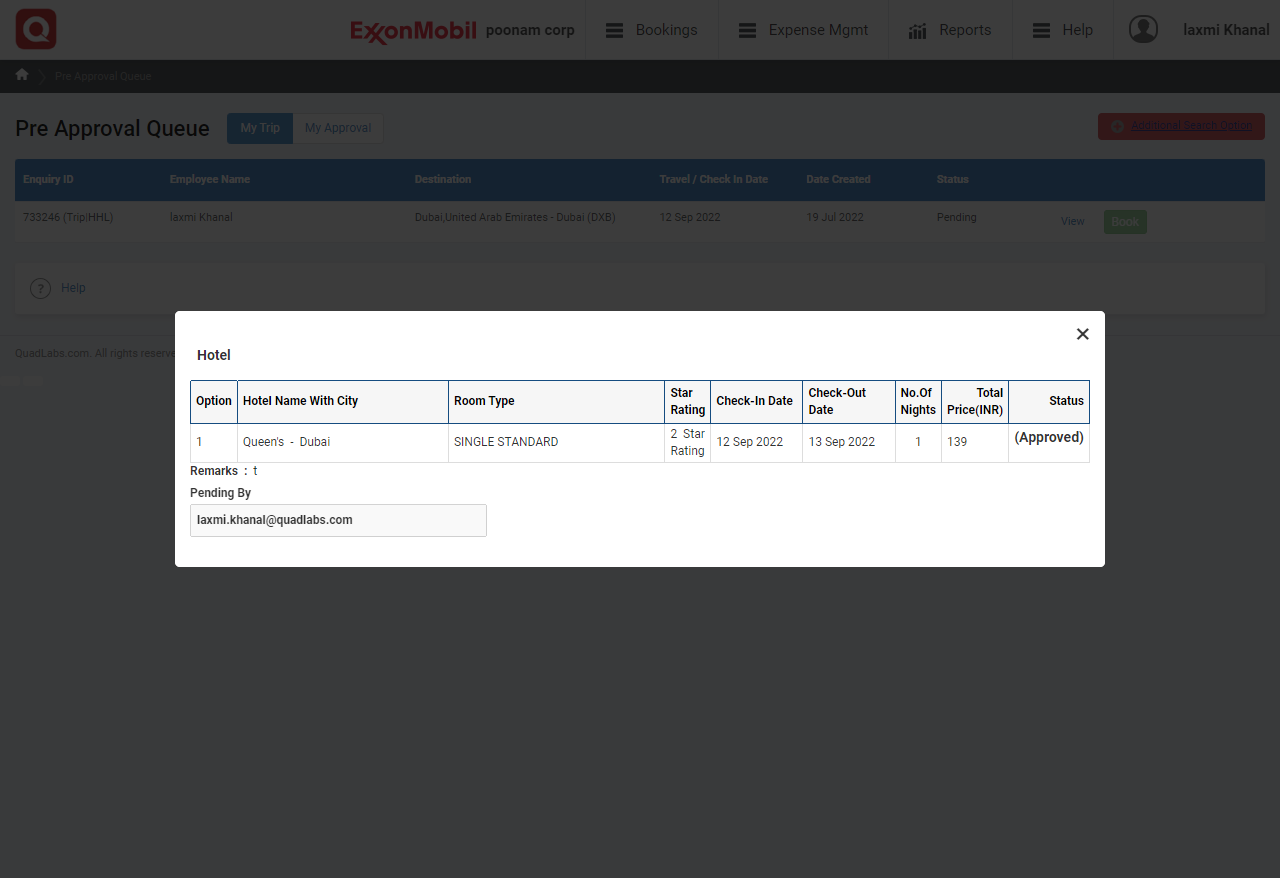 ExxonMobil poonam corp Bookings Expense Mgmt Reports Help laxmi Khanal
Pre Approval Queue
Pre Approval Queue My Trip My Approval Additional Search Option
Enquiry ID Employee Name Destination Travel / Check In Date Date Created Status
733246 (Trip|HHL) laxmi Khanal Dubai,United Arab Emirates - Dubai (DXB) 12 Sep 2022 19 Jul 2022 Pending View Book
? Help
QuadLabs.com. All rights reserve
Hotel
Option Hotel Name With City Room Type Star Rating Check-In Date Check-Out Date No.Of Nights Total Price(INR) Status
1 Queen's - Dubai SINGLE STANDARD 2 Star Rating 12 Sep 2022 13 Sep 2022 1 139 (Approved)
Remarks : t
Pending By
laxmi.khanal@quadlabs.com